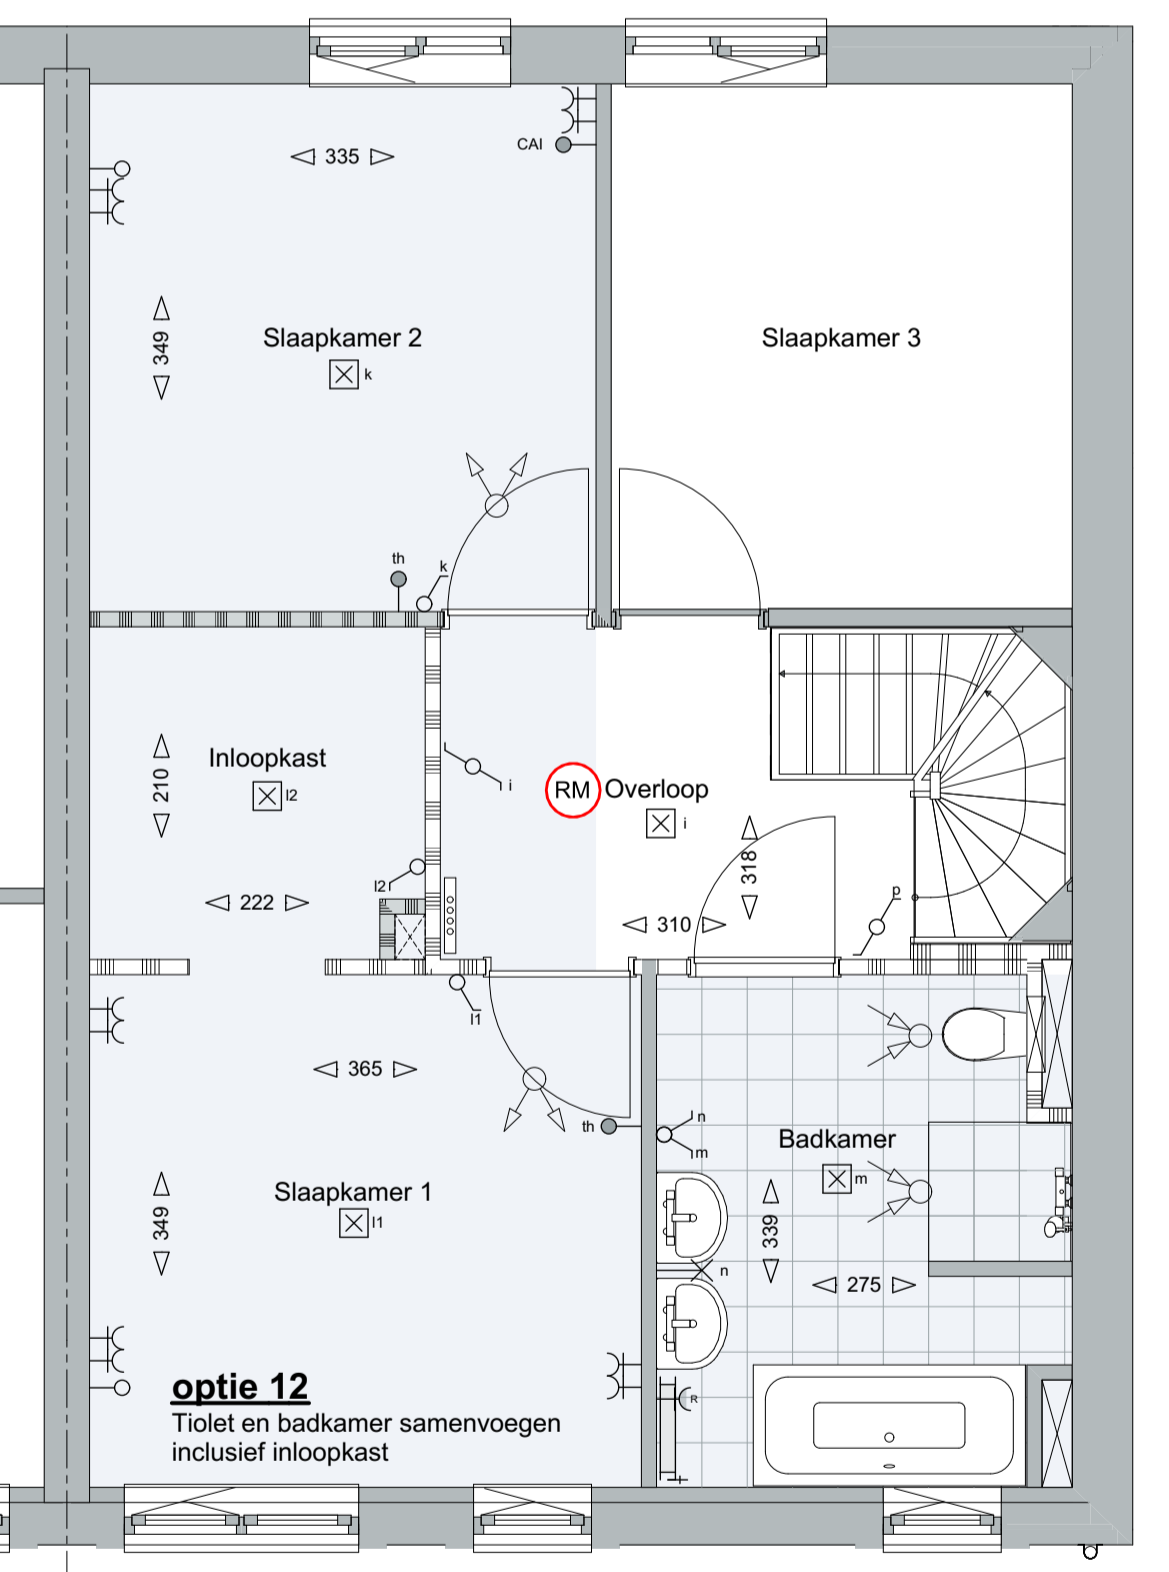 335
CAI
349
Slaapkamer 2
k
Slaapkamer 3
th
k
Inloopkast
l2
210
i
RM Overloop
i
318
l2
222
310
p
l1
365
th
n
m
Badkamer
m
Slaapkamer 1
l1
349
339
n
275
optie 12
R
Tiolet en badkamer samenvoegen
inclusief inloopkast